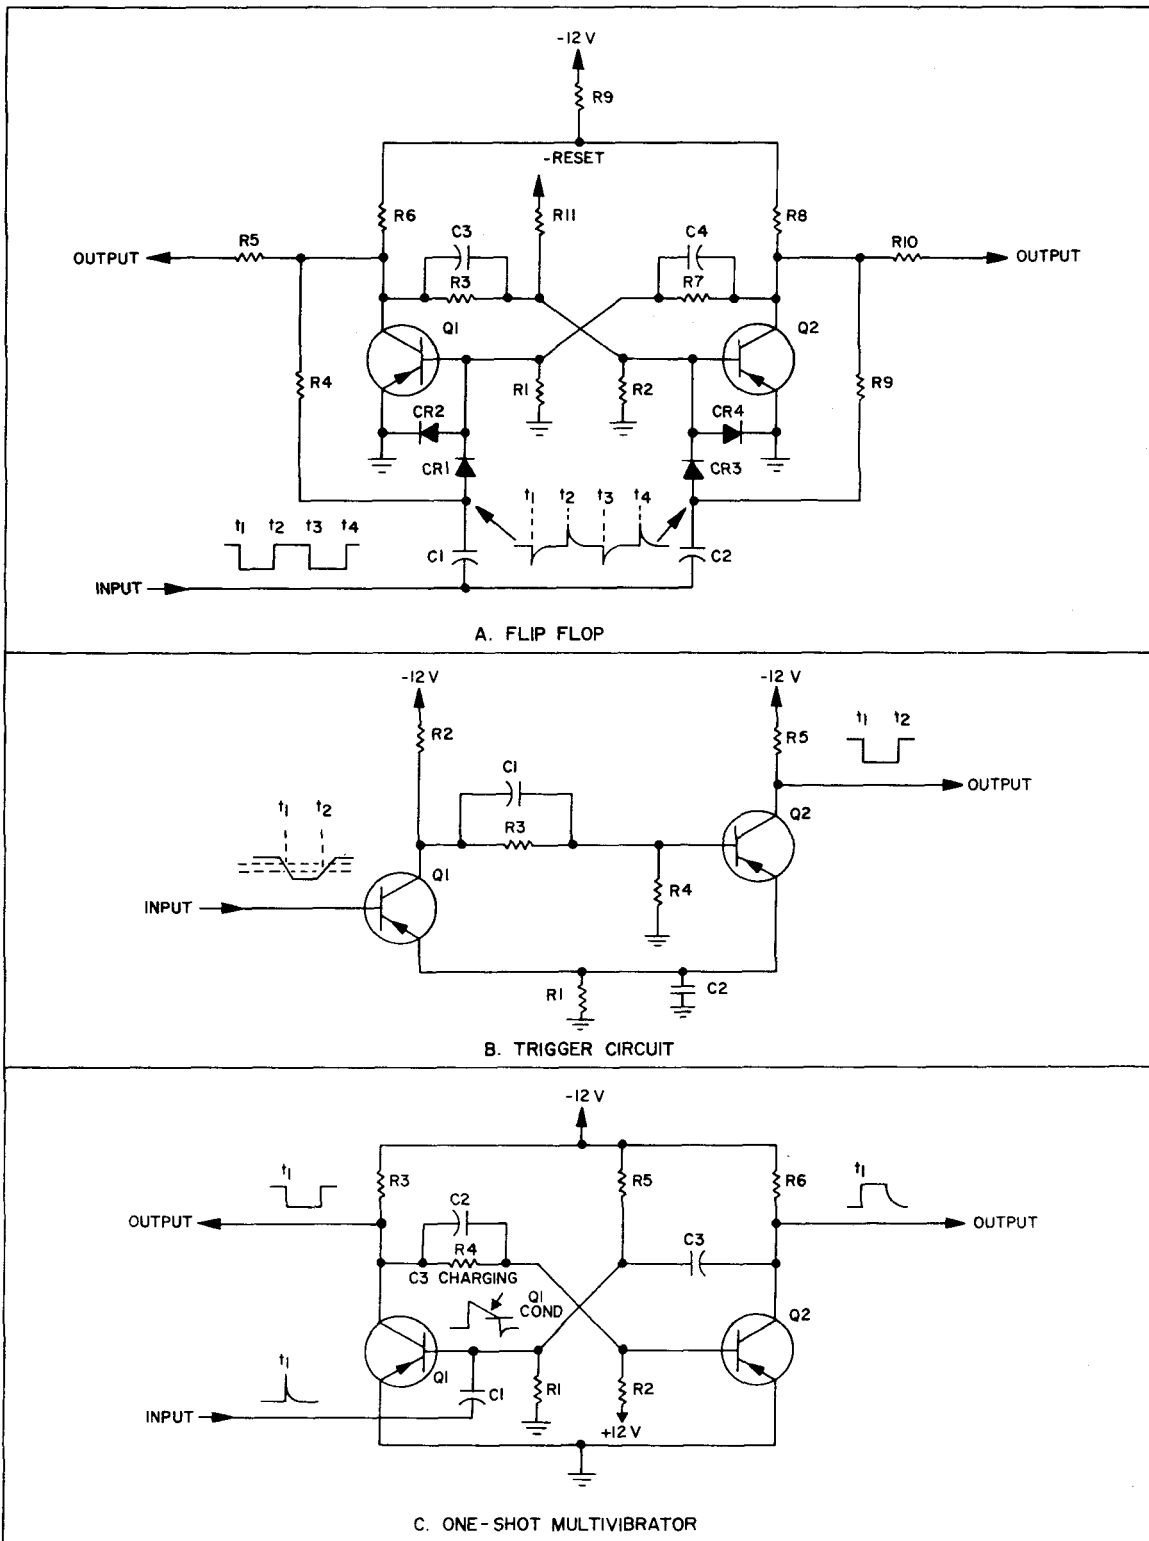 -12 V
R9
-RESET
R6
R11
R8
R5
C3
C4
R10
OUTPUT
OUTPUT
R3
R7
Q1
Q2
R4
R1
R2
R9
CR2
CR4
CR1
CR3
t1 t2 t3 t4
t1 t2 t3 t4
C1
C2
INPUT
A. FLIP FLOP
-12 V
-12 V
t1 t2
R2
R5
C1
OUTPUT
t1 t2
R3
Q2
Q1
R4
INPUT
R1
C2
B. TRIGGER CIRCUIT
-12 V
t1
R3
R5
R6
t1
C2
OUTPUT
OUTPUT
C3
R4
C3 CHARGING
Q1
COND
Q2
t1
Q1
C1
R1
R2
INPUT
+12 V
C. ONE-SHOT MULTIVIBRATOR